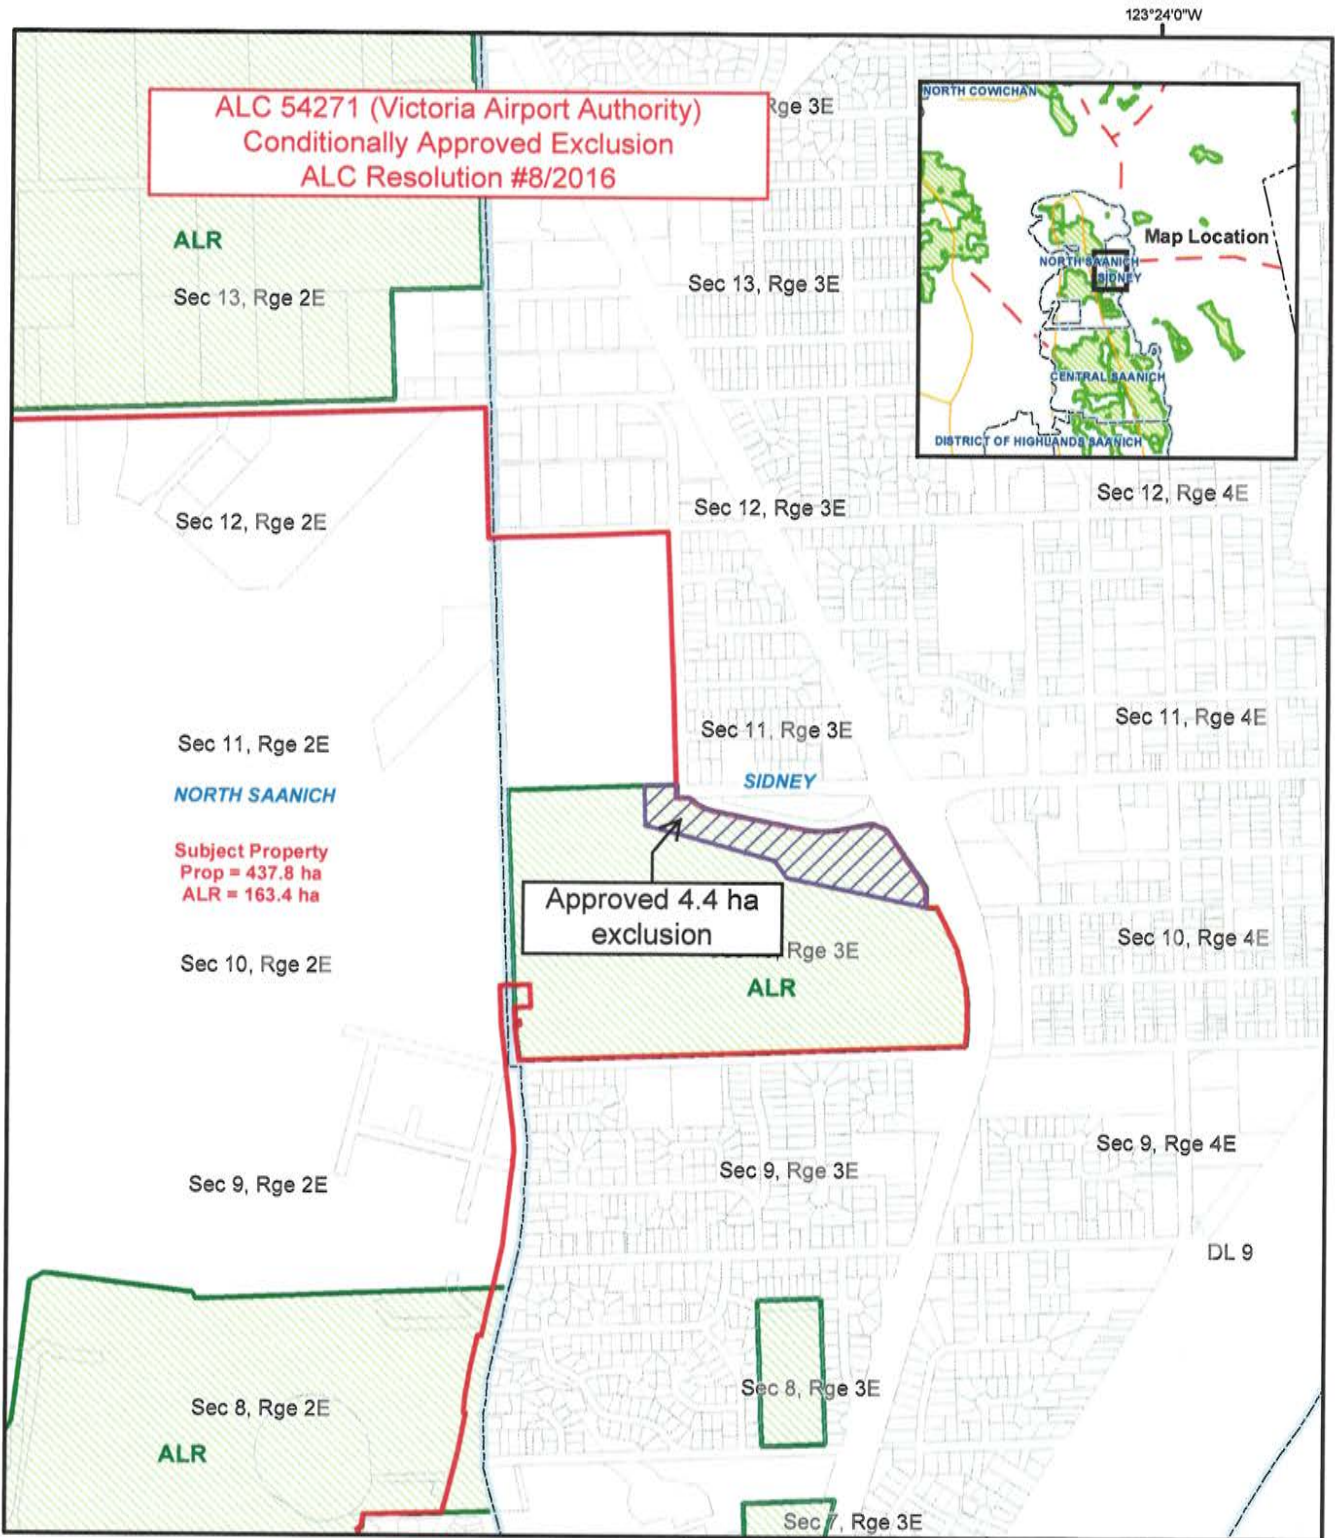 123°24'0"W
ALC 54271 (Victoria Airport Authority)
Conditionally Approved Exclusion
ALC Resolution #8/2016
Rge 3E
NORTH COWICHAN
Map Location
NORTH SAANICH
SIDNEY
CENTRAL SAANICH
DISTRICT OF HIGHLANDS SAANICH
ALR
Sec 13, Rge 2E
Sec 13, Rge 3E
Sec 12, Rge 2E
Sec 12, Rge 3E
Sec 12, Rge 4E
Sec 11, Rge 2E
Sec 11, Rge 3E
Sec 11, Rge 4E
NORTH SAANICH
SIDNEY
Subject Property
Prop = 437.8 ha
ALR = 163.4 ha
Approved 4.4 ha
exclusion
Sec 10, Rge 2E
Rge 3E
Sec 10, Rge 4E
ALR
Sec 9, Rge 2E
Sec 9, Rge 3E
Sec 9, Rge 4E
DL 9
Sec 8, Rge 2E
Sec 8, Rge 3E
ALR
Sec 7, Rge 3E